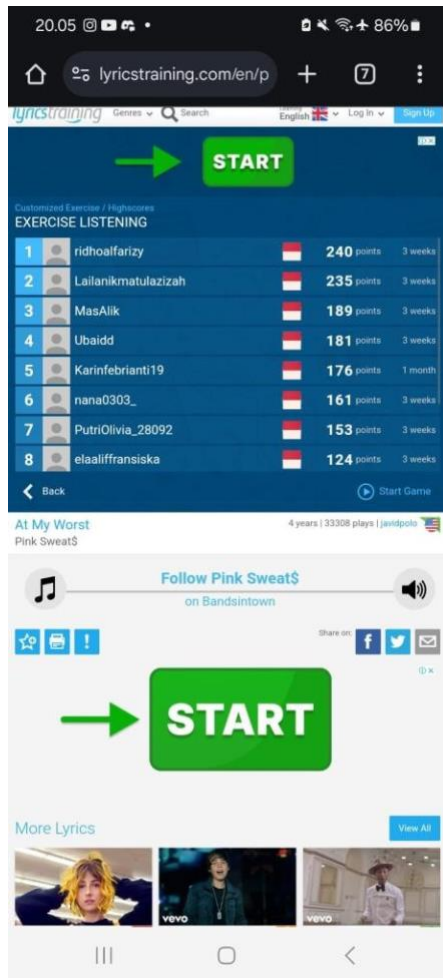 20.05
86%
lyricstraining.com/en/p
7
lyricstraining Genres Search Learning English Log in Sign Up
START
Customized Exercise / Highscores
EXERCISE LISTENING
1 ridhoalfarizy 240 points 3 weeks
2 Lailanikmatulazizah 235 points 3 weeks
3 MasAlik 189 points 3 weeks
4 Ubaidd 181 points 3 weeks
5 Karinfebrianti19 176 points 1 month
6 nana0303_ 161 points 3 weeks
7 PutriOlivia_28092 153 points 3 weeks
8 elaaliffransiska 124 points 3 weeks
Back Start Game
At My Worst 4 years | 33308 plays | javidpolo
Pink Sweat$
Follow Pink Sweat$
on Bandsintown
Share on:
START
More Lyrics View All
vevo vevo